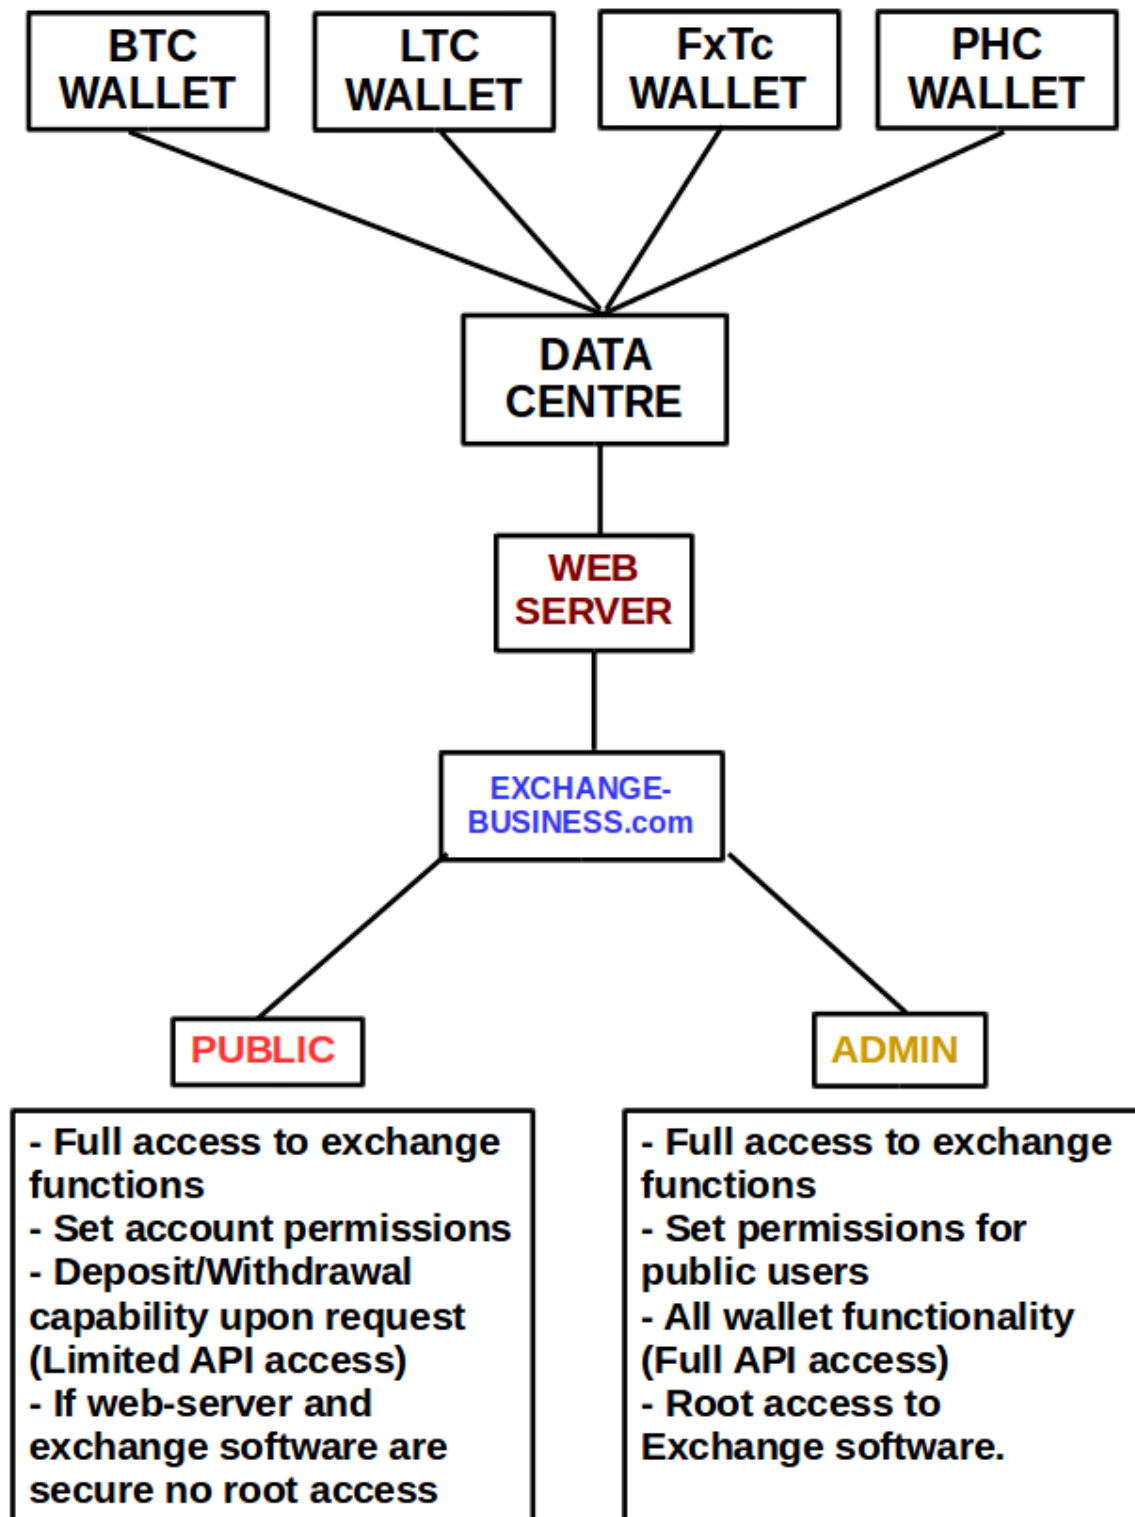 BTC
WALLET
LTC
WALLET
FxTc
WALLET
PHC
WALLET
DATA
CENTRE
WEB
SERVER
EXCHANGE-
BUSINESS.com
PUBLIC
ADMIN
- Full access to exchange
functions
- Set account permissions
- Deposit/Withdrawal
capability upon request
(Limited API access)
- If web-server and
exchange software are
secure no root access
- Full access to exchange
functions
- Set permissions for
public users
- All wallet functionality
(Full API access)
- Root access to
Exchange software.